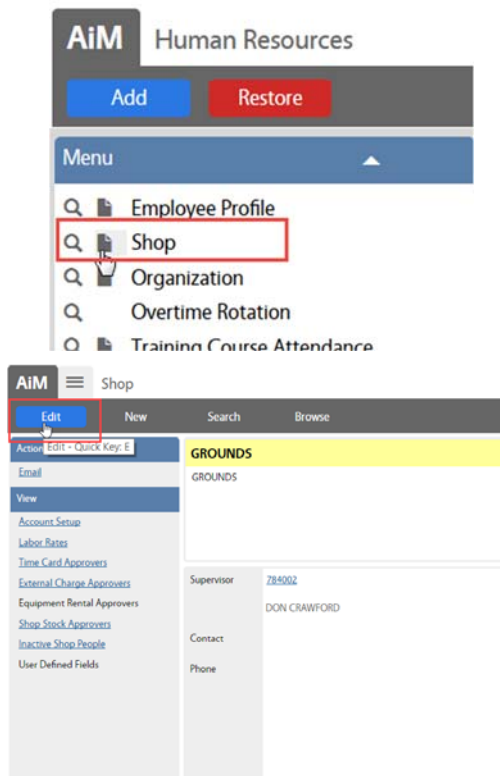 AiM Human Resources
Add Restore
Menu
Employee Profile
Shop
Organization
Overtime Rotation
Training Course Attendance
AiM Shop
Edit New Search Browse
Action Edit - Quick Key: E
GROUNDS
Email
GROUNDS
View
Account Setup
Labor Rates
Time Card Approvers
External Charge Approvers
Supervisor 784002
Equipment Rental Approvers
DON CRAWFORD
Shop Stock Approvers
Inactive Shop People
Contact
User Defined Fields
Phone